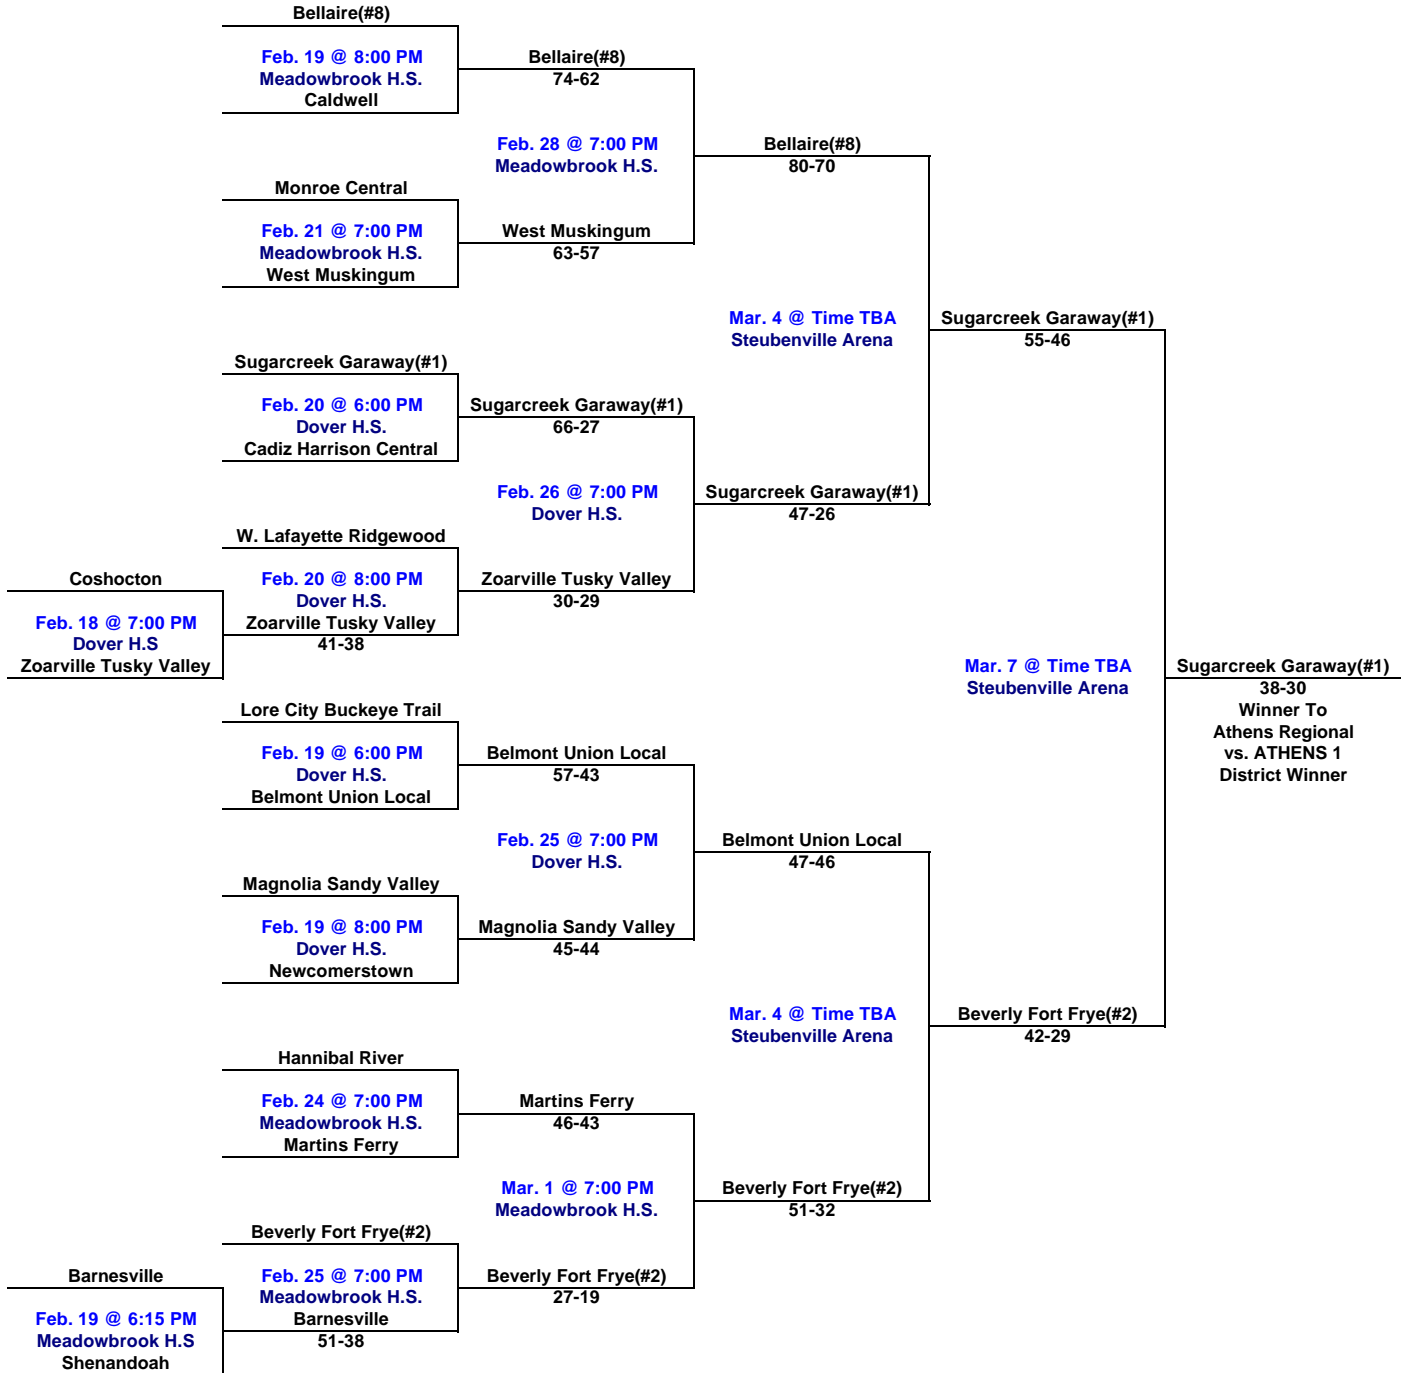 Bellaire(#8)
Feb. 19 @ 8:00 PM
Meadowbrook H.S.
Caldwell
Bellaire(#8)
74-62
Feb. 28 @ 7:00 PM
Meadowbrook H.S.
Bellaire(#8)
80-70
Monroe Central
Feb. 21 @ 7:00 PM
Meadowbrook H.S.
West Muskingum
West Muskingum
63-57
Mar. 4 @ Time TBA
Steubenville Arena
Sugarcreek Garaway(#1)
55-46
Sugarcreek Garaway(#1)
Feb. 20 @ 6:00 PM
Dover H.S.
Cadiz Harrison Central
Sugarcreek Garaway(#1)
66-27
Feb. 26 @ 7:00 PM
Dover H.S.
Sugarcreek Garaway(#1)
47-26
W. Lafayette Ridgewood
Feb. 20 @ 8:00 PM
Dover H.S.
Zoarville Tusky Valley
41-38
Zoarville Tusky Valley
30-29
Coshocton
Feb. 18 @ 7:00 PM
Dover H.S
Zoarville Tusky Valley
Mar. 7 @ Time TBA
Steubenville Arena
Sugarcreek Garaway(#1)
38-30
Winner To
Athens Regional
vs. ATHENS 1
District Winner
Lore City Buckeye Trail
Feb. 19 @ 6:00 PM
Dover H.S.
Belmont Union Local
Belmont Union Local
57-43
Feb. 25 @ 7:00 PM
Dover H.S.
Belmont Union Local
47-46
Magnolia Sandy Valley
Feb. 19 @ 8:00 PM
Dover H.S.
Newcomerstown
Magnolia Sandy Valley
45-44
Mar. 4 @ Time TBA
Steubenville Arena
Beverly Fort Frye(#2)
42-29
Hannibal River
Feb. 24 @ 7:00 PM
Meadowbrook H.S.
Martins Ferry
Martins Ferry
46-43
Mar. 1 @ 7:00 PM
Meadowbrook H.S.
Beverly Fort Frye(#2)
51-32
Beverly Fort Frye(#2)
Feb. 25 @ 7:00 PM
Meadowbrook H.S.
Barnesville
51-38
Beverly Fort Frye(#2)
27-19
Barnesville
Feb. 19 @ 6:15 PM
Meadowbrook H.S
Shenandoah